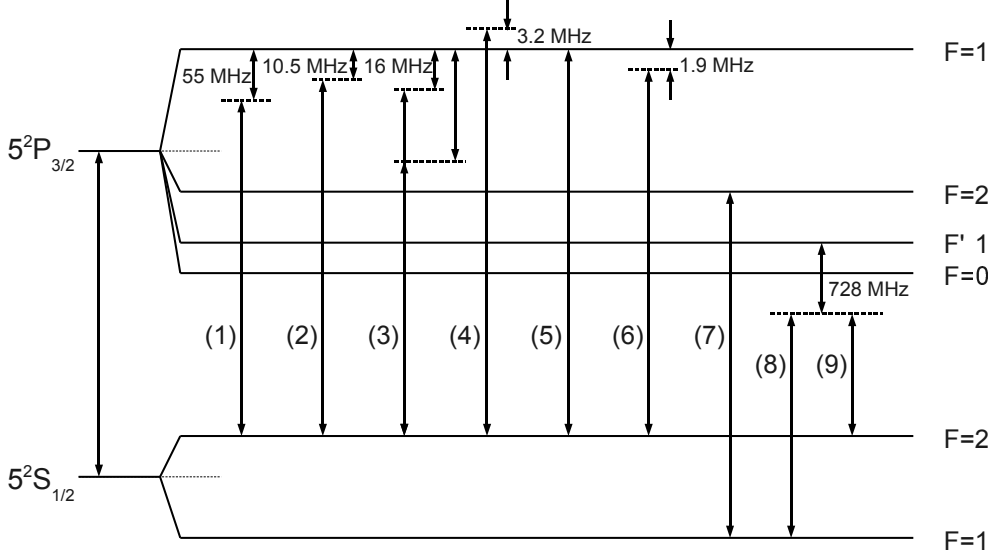 3.2 MHz
F=1
55 MHz
10.5 MHz
16 MHz
1.9 MHz
5²P₃/₂
F=2
F' 1
F=0
728 MHz
(1)
(2)
(3)
(4)
(5)
(6)
(7)
(8)
(9)
F=2
5²S₁/₂
F=1